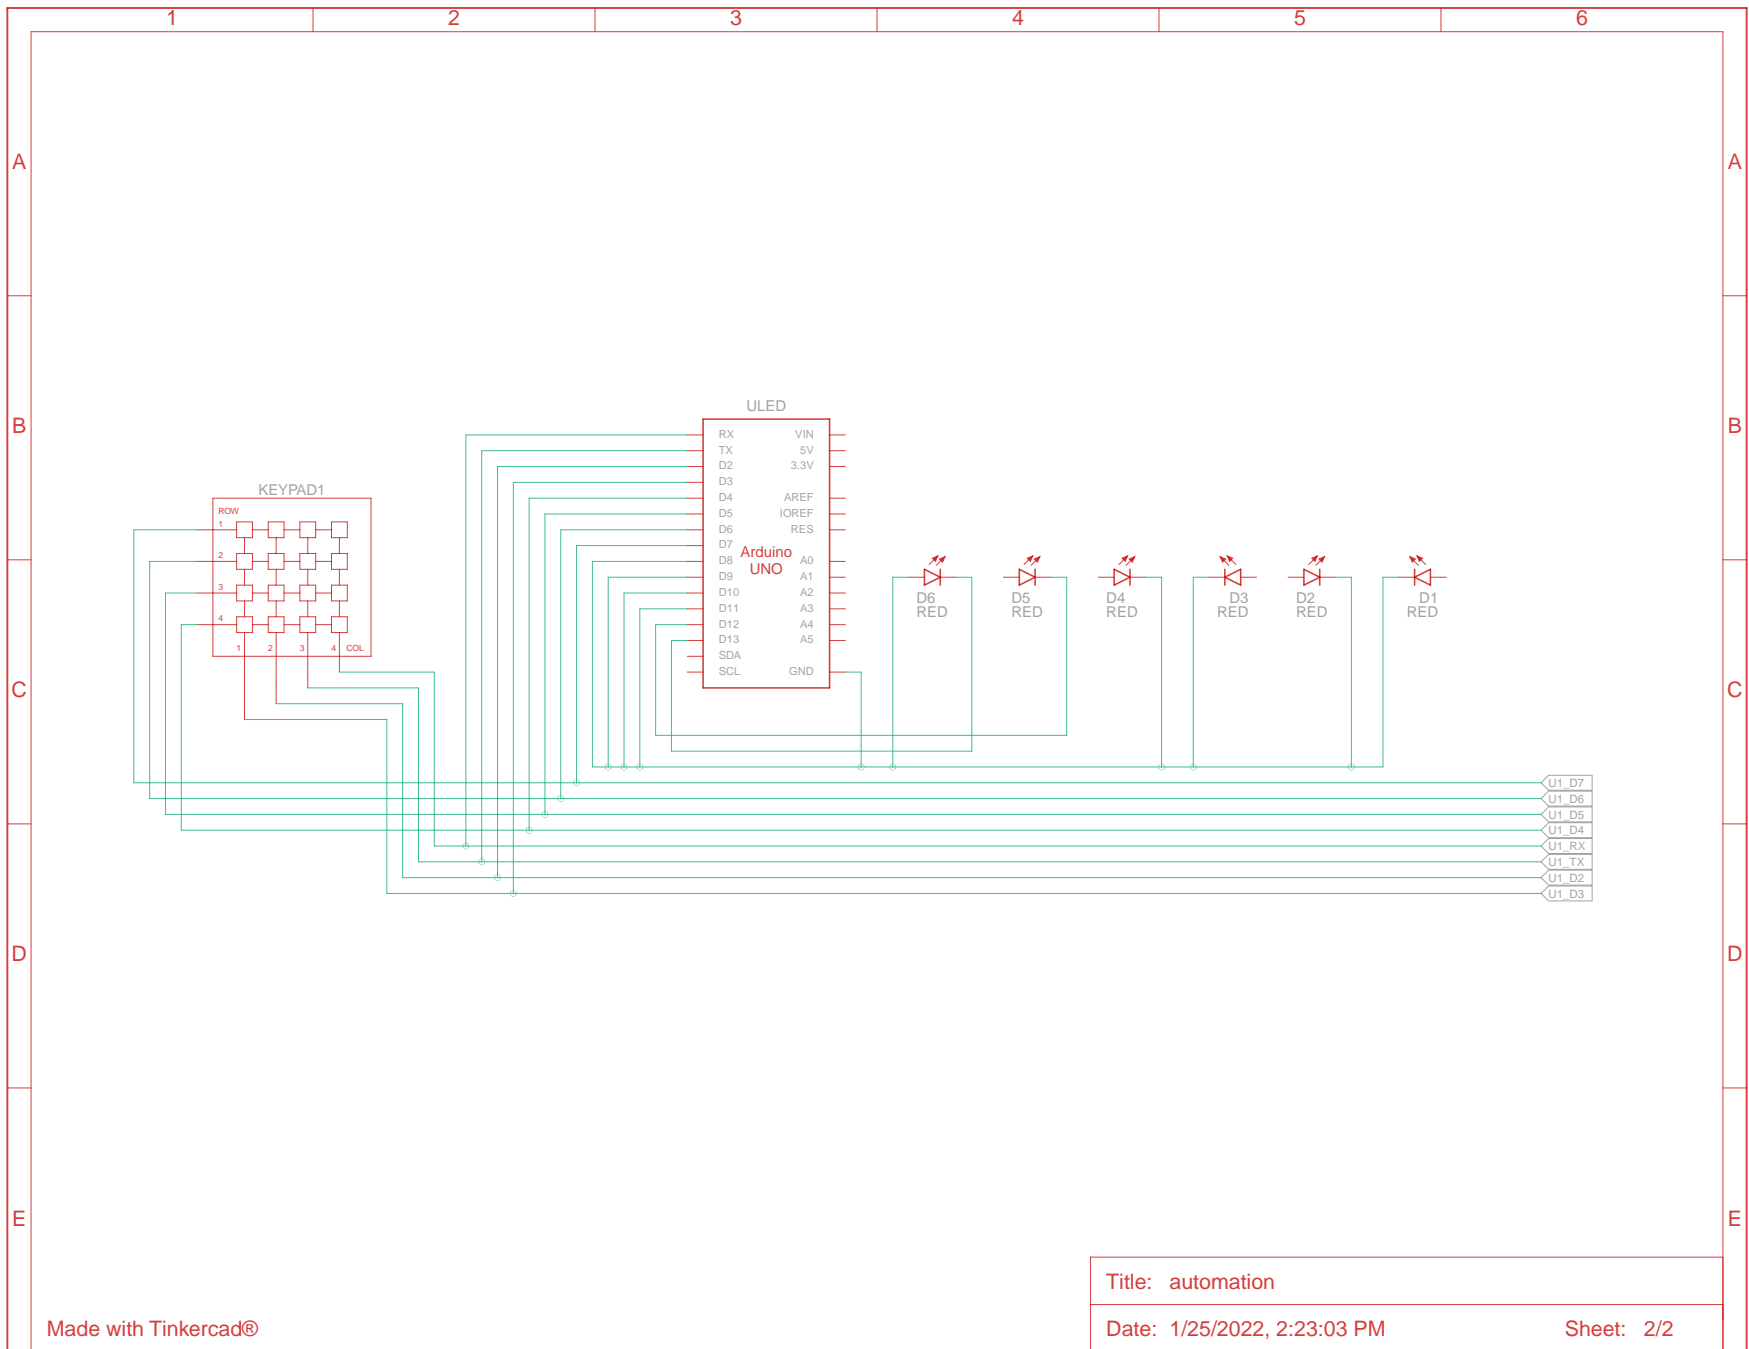 1 2 3 4 5 6
A A
B B
C C
D D
E E
ULED
RX VIN
TX 5V
D2 3.3V
D3
D4 AREF
D5 IOREF
D6 RES
D7
Arduino
UNO
D8 A0
D9 A1
D10 A2
D11 A3
D12 A4
D13 A5
SDA
SCL GND
KEYPAD1
ROW
1
2
3
4
1 2 3 4 COL
D6 D5 D4 D3 D2 D1
RED RED RED RED RED RED
U1_D7
U1_D6
U1_D5
U1_D4
U1_RX
U1_TX
U1_D2
U1_D3
Title: automation
Made with Tinkercad®
Date: 1/25/2022, 2:23:03 PM Sheet: 2/2